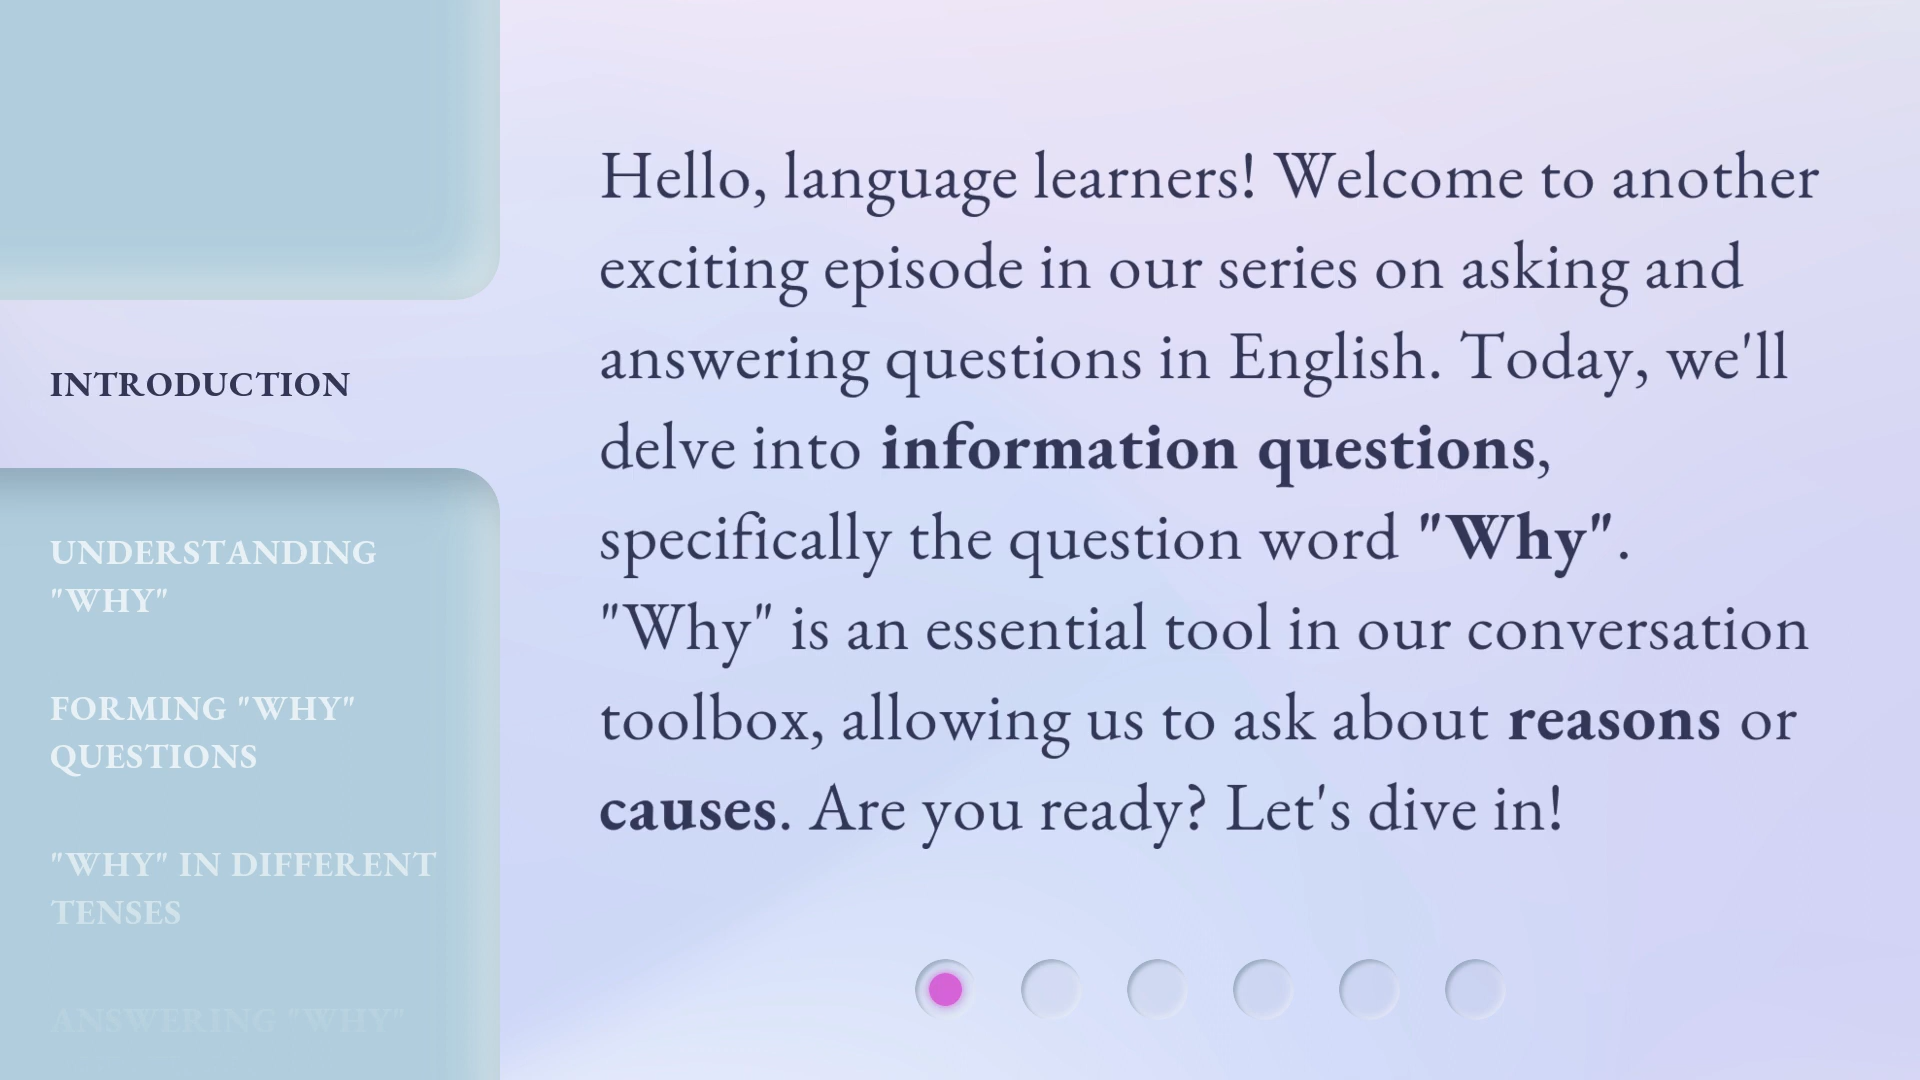 INTRODUCTION
UNDERSTANDING
"WHY"
FORMING "WHY"
QUESTIONS
"WHY" IN DIFFERENT
TENSES
ANSWERING "WHY"
Hello, language learners! Welcome to another
exciting episode in our series on asking and
answering questions in English. Today, we'll
delve into information questions,
specifically the question word "Why".
"Why" is an essential tool in our conversation
toolbox, allowing us to ask about reasons or
causes. Are you ready? Let's dive in!